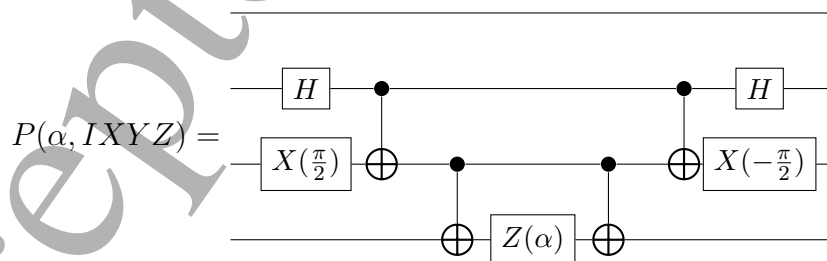 H H
P(α, IXYZ) =
X(π/2) X(-π/2)
Z(α)